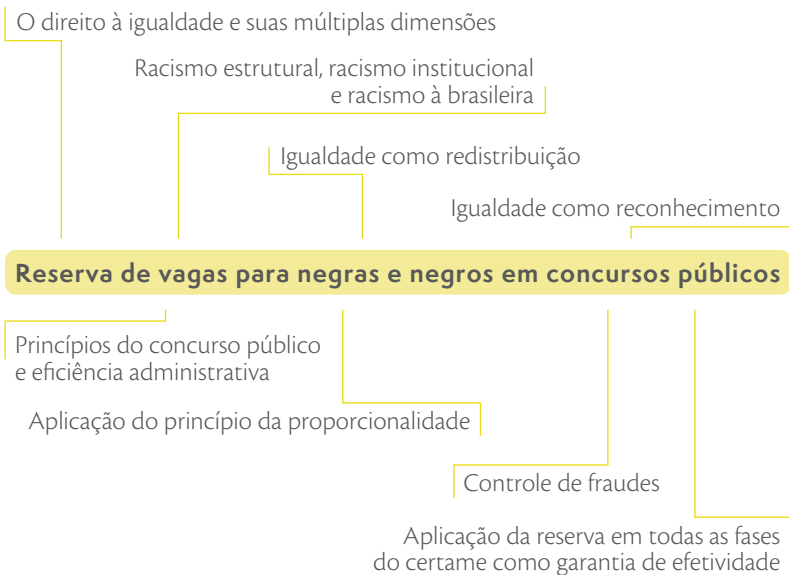 O direito à igualdade e suas múltiplas dimensões
Racismo estrutural, racismo institucional
e racismo à brasileira
Igualdade como redistribuição
Igualdade como reconhecimento
Reserva de vagas para negras e negros em concursos públicos
Princípios do concurso público
e eficiência administrativa
Aplicação do princípio da proporcionalidade
Controle de fraudes
Aplicação da reserva em todas as fases
do certame como garantia de efetividade